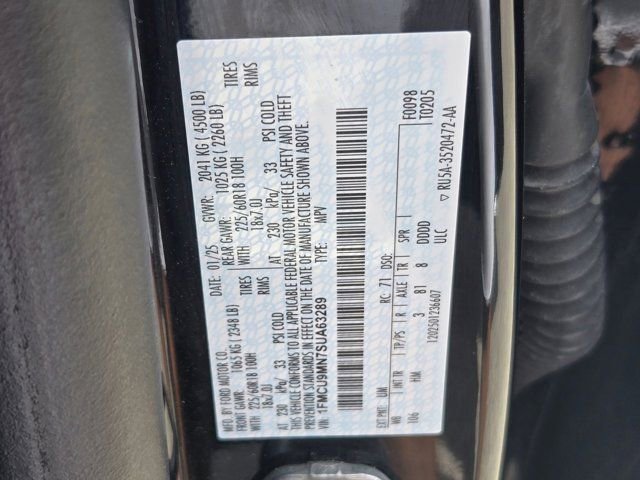 MFG. BY FORD MOTOR CO.
DATE: 01/25 GVWR: 2041 KG ( 4500 LB)
FRONT GAWR: 1065 KG ( 2348 LB) REAR GAWR: 1025 KG ( 2260 LB)
WITH 225/60R18 100H TIRES WITH 225/60R18 100H TIRES
18x7.0J RIMS 18x7.0J RIMS
AT 230 kPa/ 33 PSI COLD AT 230 kPa/ 33 PSI COLD
THIS VEHICLE CONFORMS TO ALL APPLICABLE FEDERAL MOTOR VEHICLE SAFETY AND THEFT
PREVENTION STANDARDS IN EFFECT ON THE DATE OF MANUFACTURE SHOWN ABOVE.
VIN: 1FMCU9MN7SUA63289 TYPE: MPV
F0098
T0205
EXT PNT: UM RC: 71 DSO:
WB INT TR TP/PS R AXLE TR SPR
106 HM 3 81 8 DDDD
1202501236607 ULC
▽ RU5A-3520472-AA